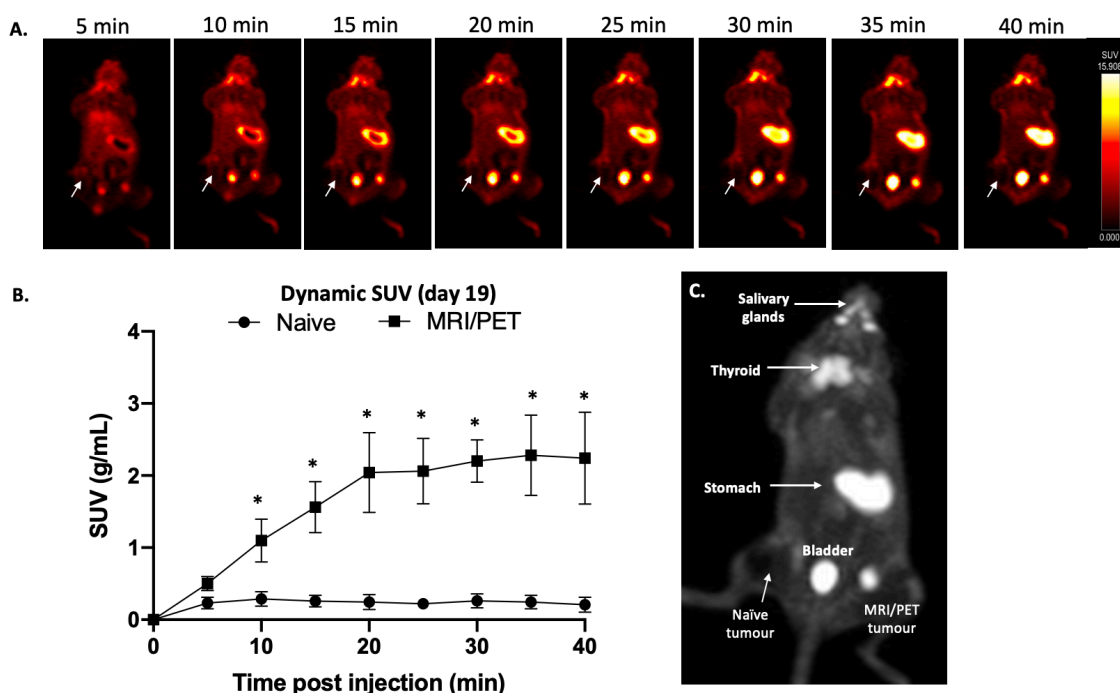 A.
5 min 10 min 15 min 20 min 25 min 30 min 35 min 40 min
SUV
15.908
0.000
B.
Dynamic SUV (day 19)
Naive MRI/PET
SUV (g/mL)
4
3
2
1
0
* * * * * * *
0 10 20 30 40
Time post injection (min)
C.
Salivary
glands
Thyroid
Stomach
Bladder
Naïve
tumour
MRI/PET
tumour